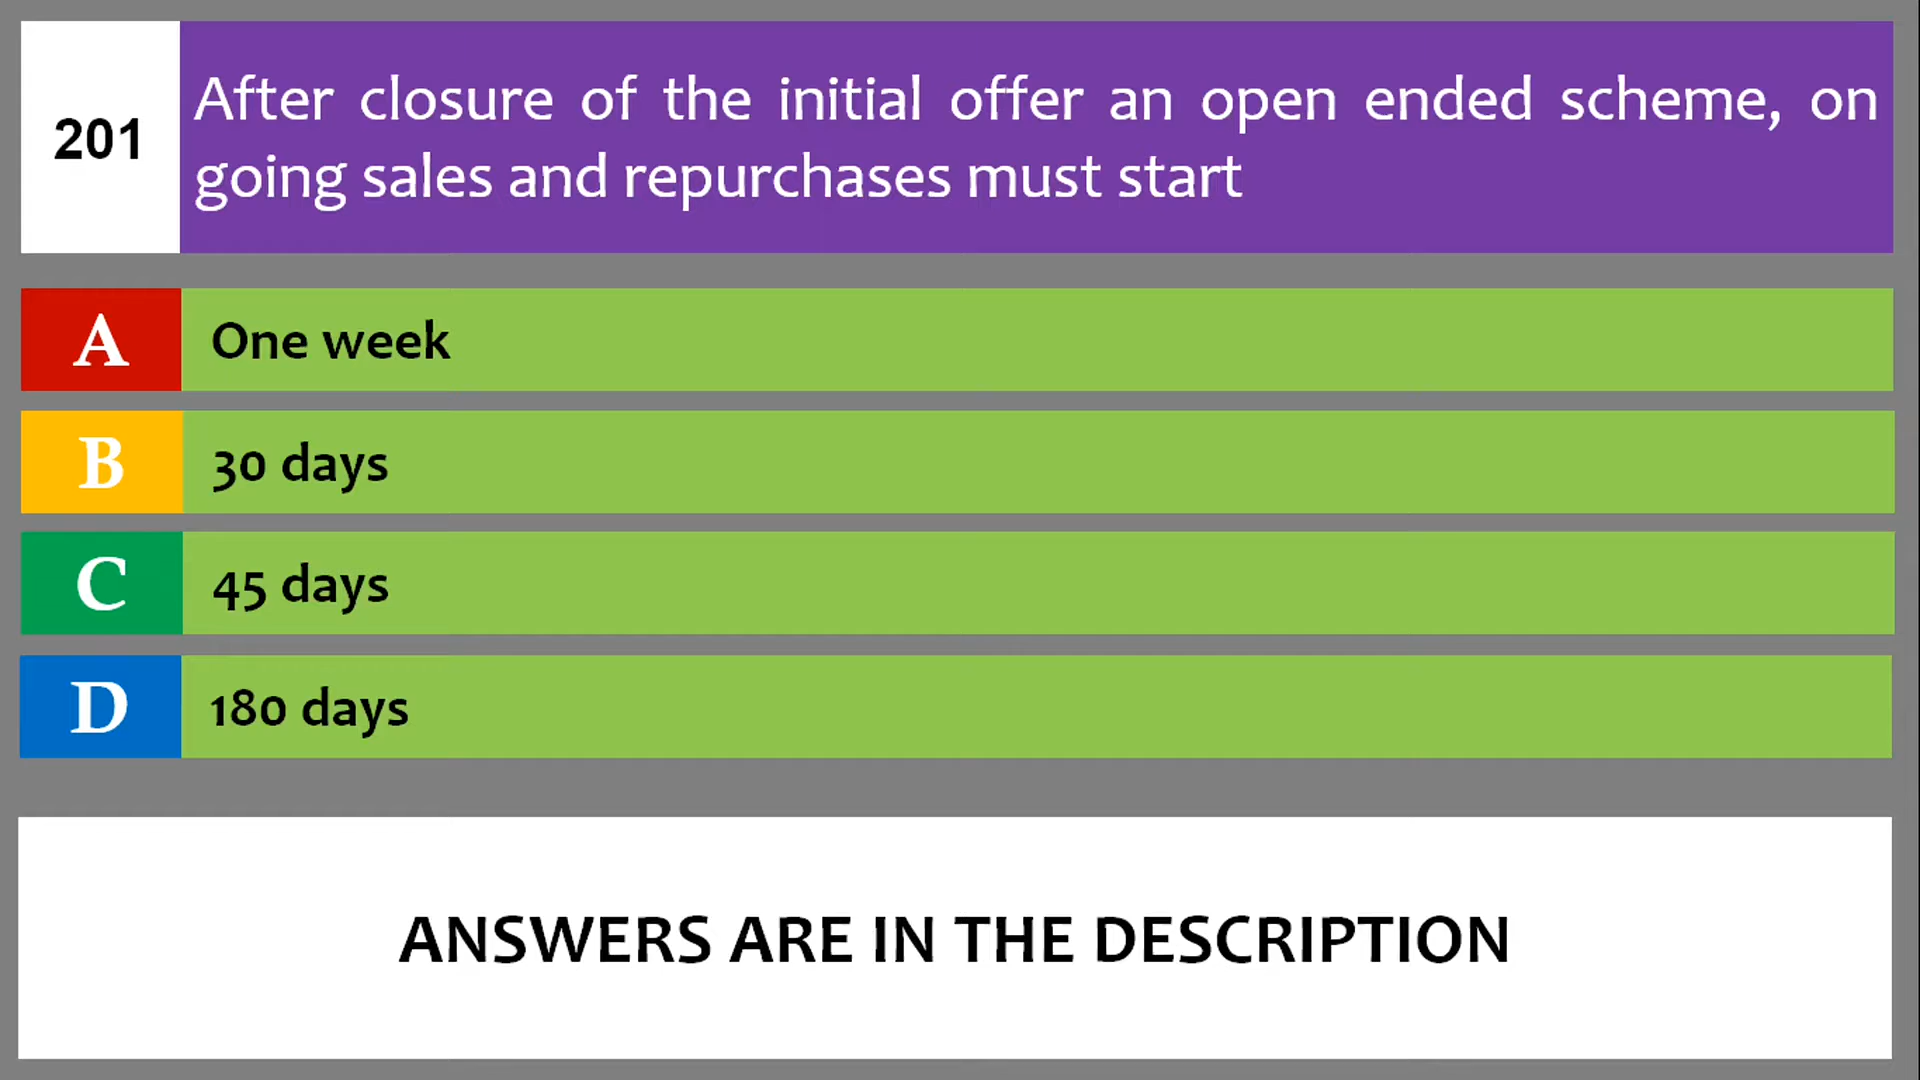 201
After closure of the initial offer an open ended scheme, on
going sales and repurchases must start
A One week
B 30 days
C 45 days
D 180 days
ANSWERS ARE IN THE DESCRIPTION